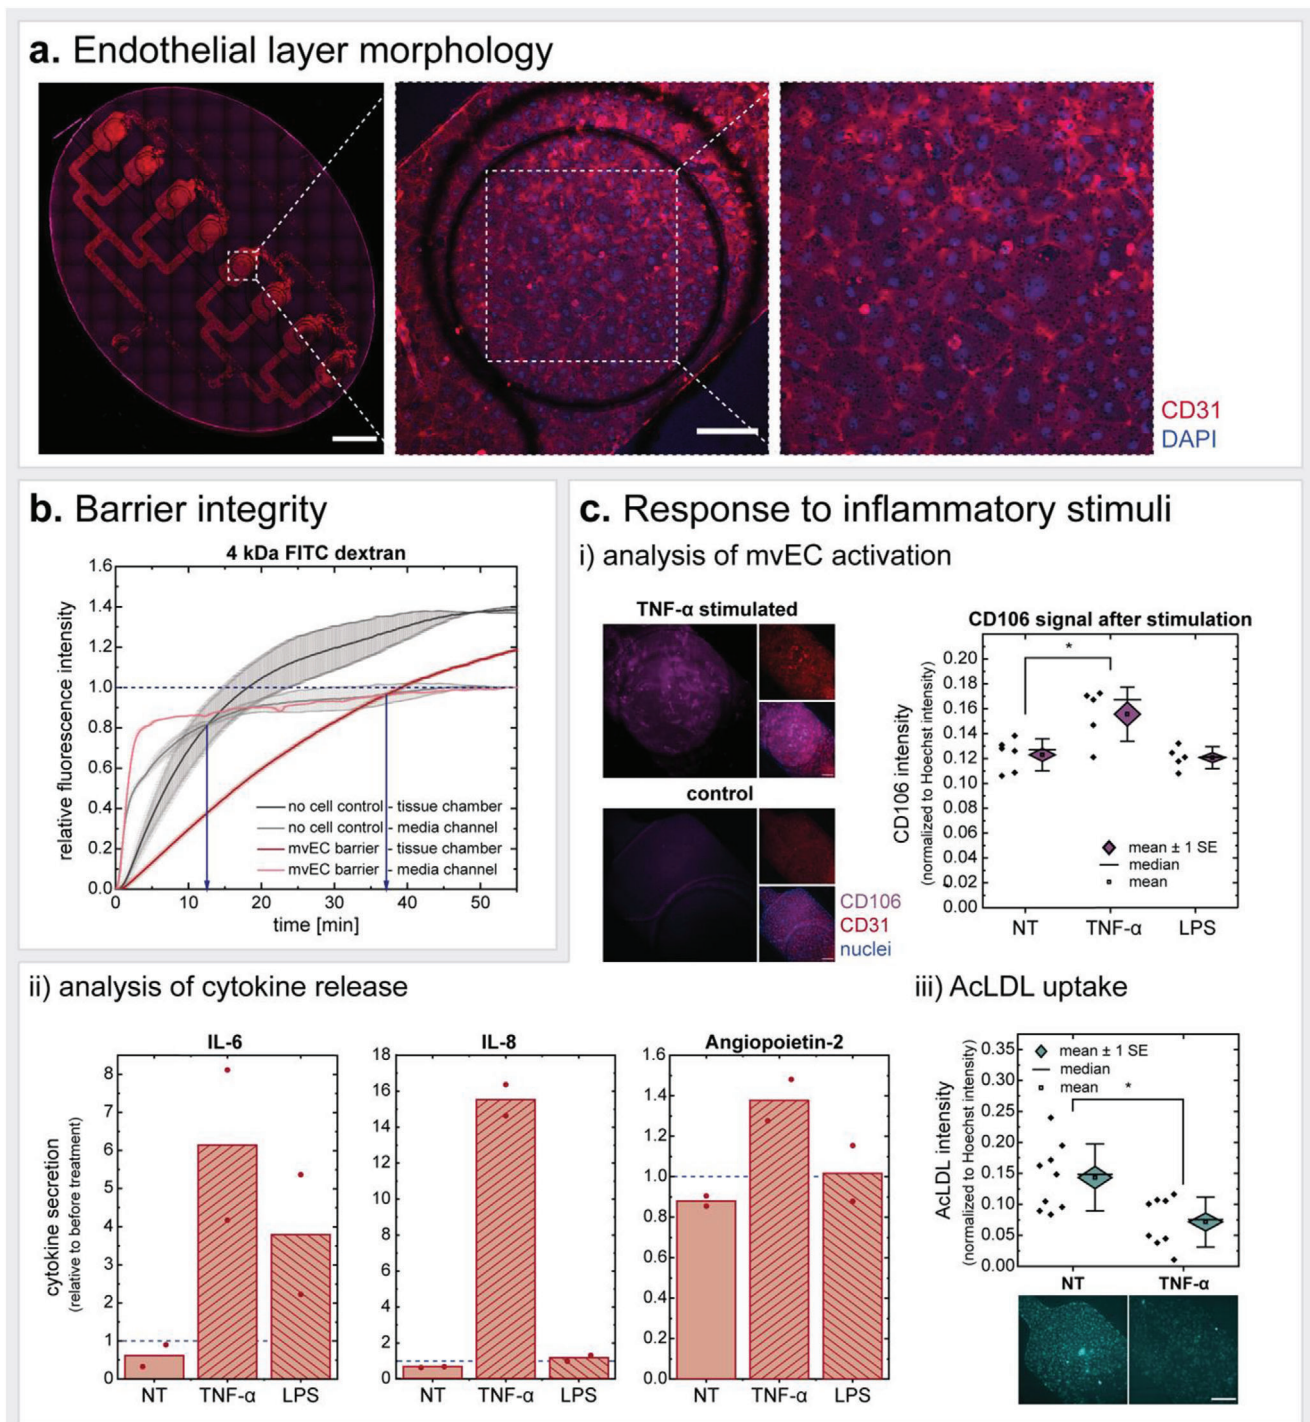 a. Endothelial layer morphology
CD31
DAPI
b. Barrier integrity
4 kDa FITC dextran
relative fluorescence intensity
1.6
1.4
1.2
1.0
0.8
0.6
0.4
0.2
0.0
no cell control - tissue chamber
no cell control - media channel
mvEC barrier - tissue chamber
mvEC barrier - media channel
0 10 20 30 40 50
time [min]
c. Response to inflammatory stimuli
i) analysis of mvEC activation
TNF-α stimulated
control
CD106
CD31
nuclei
CD106 signal after stimulation
CD106 intensity
(normalized to Hoechst intensity)
0.20
0.18
0.16
0.14
0.12
0.10
0.08
0.06
0.04
0.02
0.00
*
mean ± 1 SE
median
mean
NT TNF-α LPS
ii) analysis of cytokine release
cytokine secretion
(relative to before treatment)
IL-6
8
7
6
5
4
3
2
1
0
NT TNF-α LPS
IL-8
18
16
14
12
10
8
6
4
2
0
NT TNF-α LPS
Angiopoietin-2
1.6
1.4
1.2
1.0
0.8
0.6
0.4
0.2
0.0
NT TNF-α LPS
iii) AcLDL uptake
AcLDL intensity
(normalized to Hoechst intensity)
0.35
0.30
0.25
0.20
0.15
0.10
0.05
0.00
mean ± 1 SE
median
mean
*
NT TNF-α